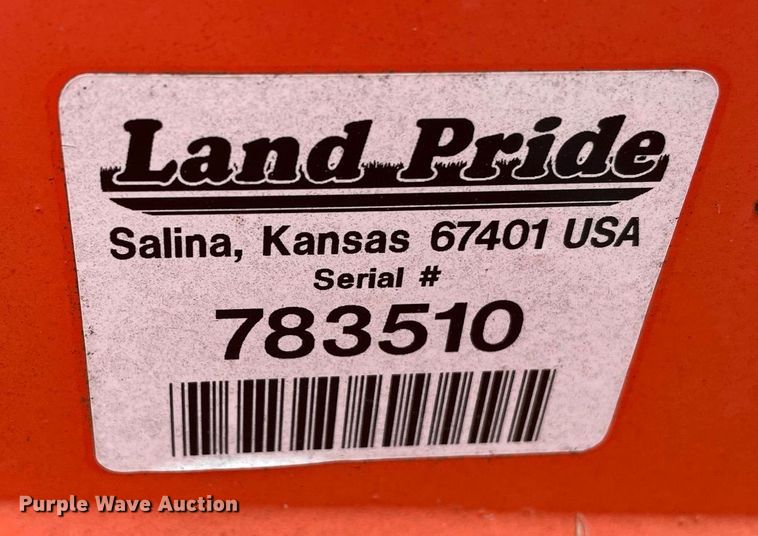 Land Pride
Salina, Kansas 67401 USA
Serial #
783510
Purple Wave Auction